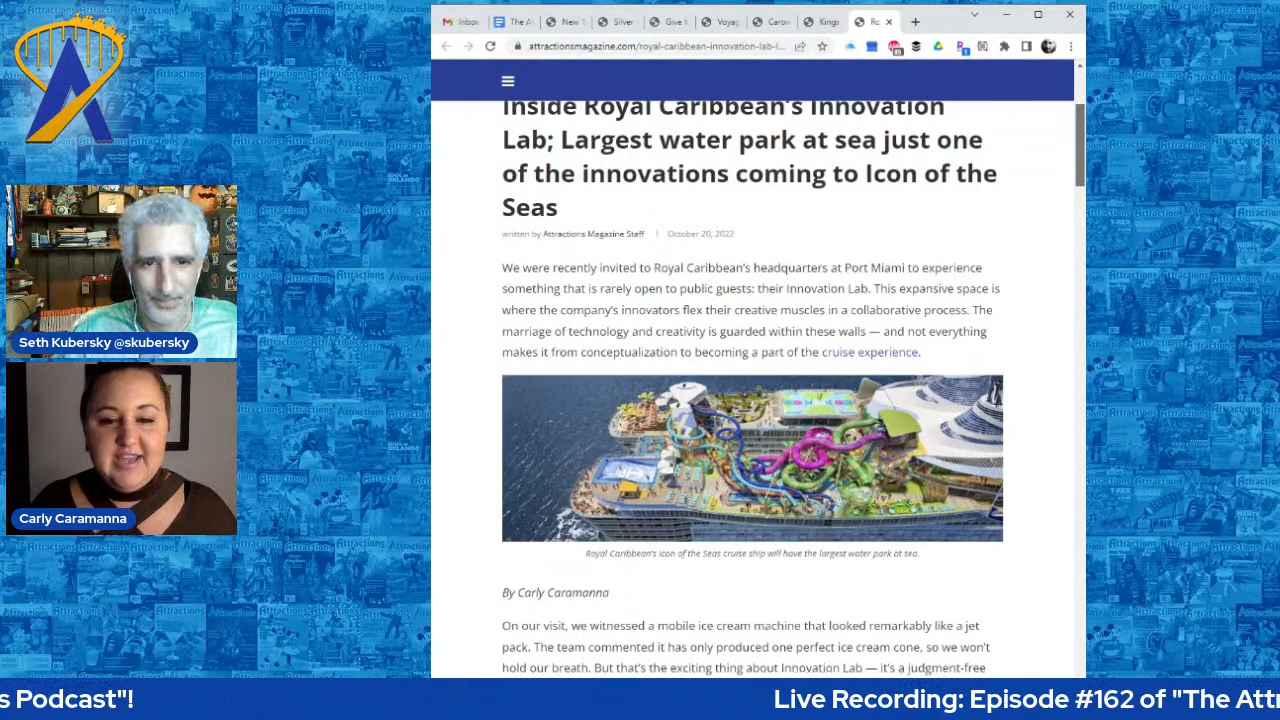 Inbox
The A
New
Silver
Give
Voyag
Carow
Kings
Ro
attractionsmagazine.com/royal-caribbean-innovation-lab-l...
Inside Royal Caribbean's Innovation
Lab; Largest water park at sea just one
of the innovations coming to Icon of the
Seas
written by Attractions Magazine Staff | October 20, 2022
We were recently invited to Royal Caribbean's headquarters at Port Miami to experience
something that is rarely open to public guests: their Innovation Lab. This expansive space is
where the company's innovators flex their creative muscles in a collaborative process. The
marriage of technology and creativity is guarded within these walls — and not everything
makes it from conceptualization to becoming a part of the cruise experience.
Royal Caribbean's Icon of the Seas cruise ship will have the largest water park at sea.
By Carly Caramanna
On our visit, we witnessed a mobile ice cream machine that looked remarkably like a jet
pack. The team commented it has only produced one perfect ice cream cone, so we won't
hold our breath. But that's the exciting thing about Innovation Lab — it's a judgment-free
Seth Kubersky @skubersky
Carly Caramanna
s Podcast"!
Live Recording: Episode #162 of "The Attr